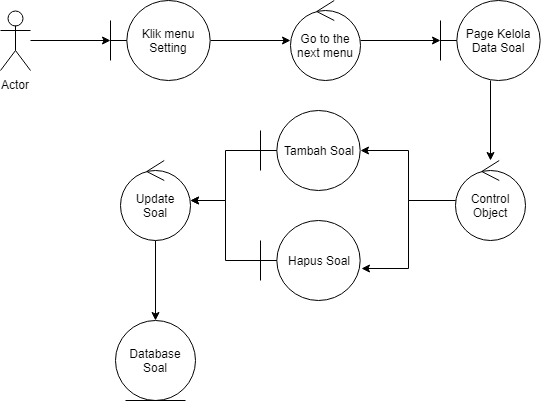 Actor
Klik menu
Setting
Go to the
next menu
Page Kelola
Data Soal
Control
Object
Tambah Soal
Hapus Soal
Update
Soal
Database
Soal